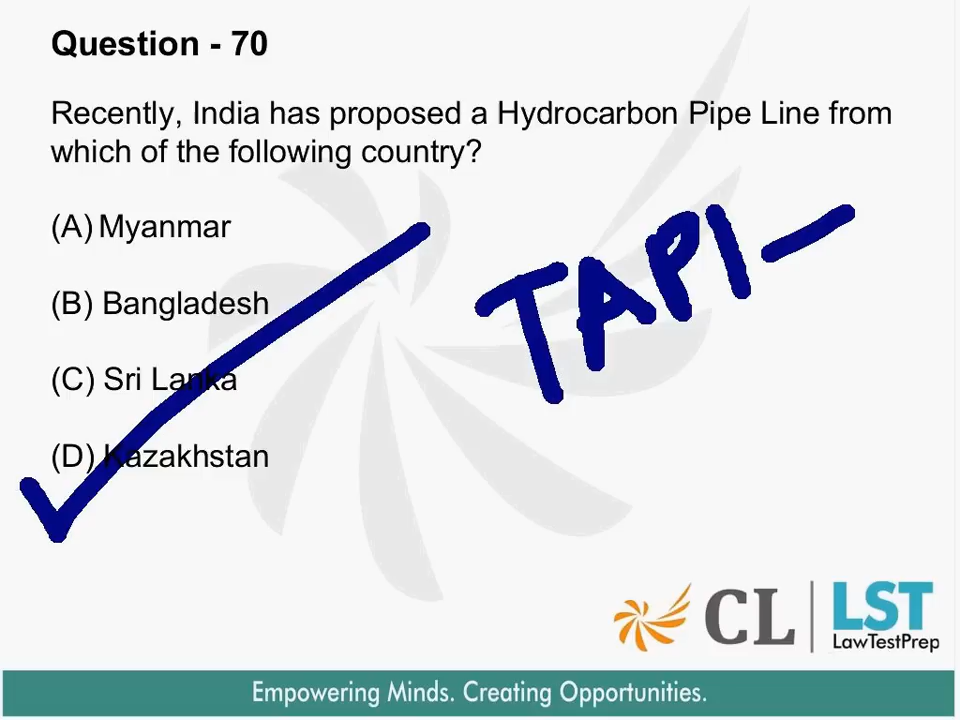 Question - 70
Recently, India has proposed a Hydrocarbon Pipe Line from
which of the following country?
(A) Myanmar
(B) Bangladesh
(C) Sri Lanka
(D) Kazakhstan
TAPI-
CL LST
LawTestPrep
Empowering Minds. Creating Opportunities.